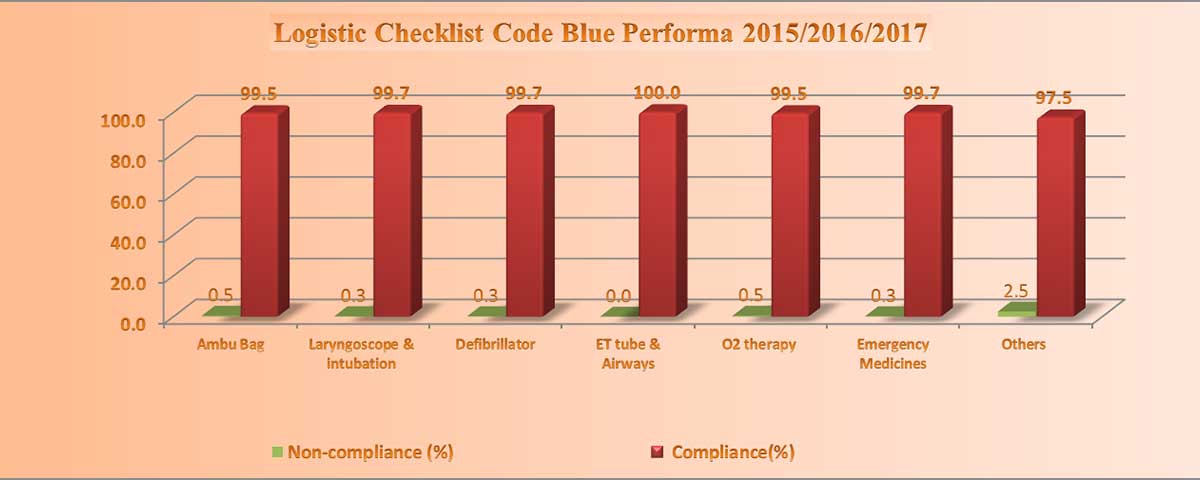 Logistic Checklist Code Blue Performa 2015/2016/2017
99.5 99.7 99.7 100.0 99.5 99.7 97.5
100.0
80.0
60.0
40.0
20.0
0.0
0.5 0.3 0.3 0.0 0.5 0.3 2.5
Ambu Bag
Laryngoscope &
intubation
Defibrillator
ET tube &
Airways
O2 therapy
Emergency
Medicines
Others
Non-compliance (%)
Compliance(%)